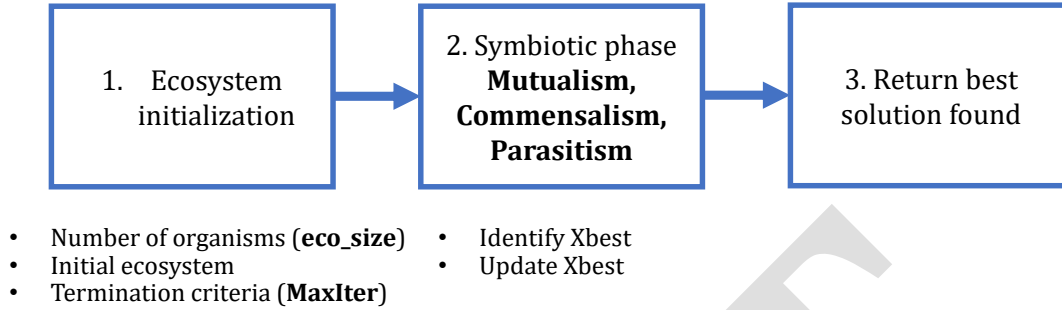 1. Ecosystem
initialization
2. Symbiotic phase
Mutualism,
Commensalism,
Parasitism
3. Return best
solution found
• Number of organisms (eco_size)
• Initial ecosystem
• Termination criteria (MaxIter)
• Identify Xbest
• Update Xbest